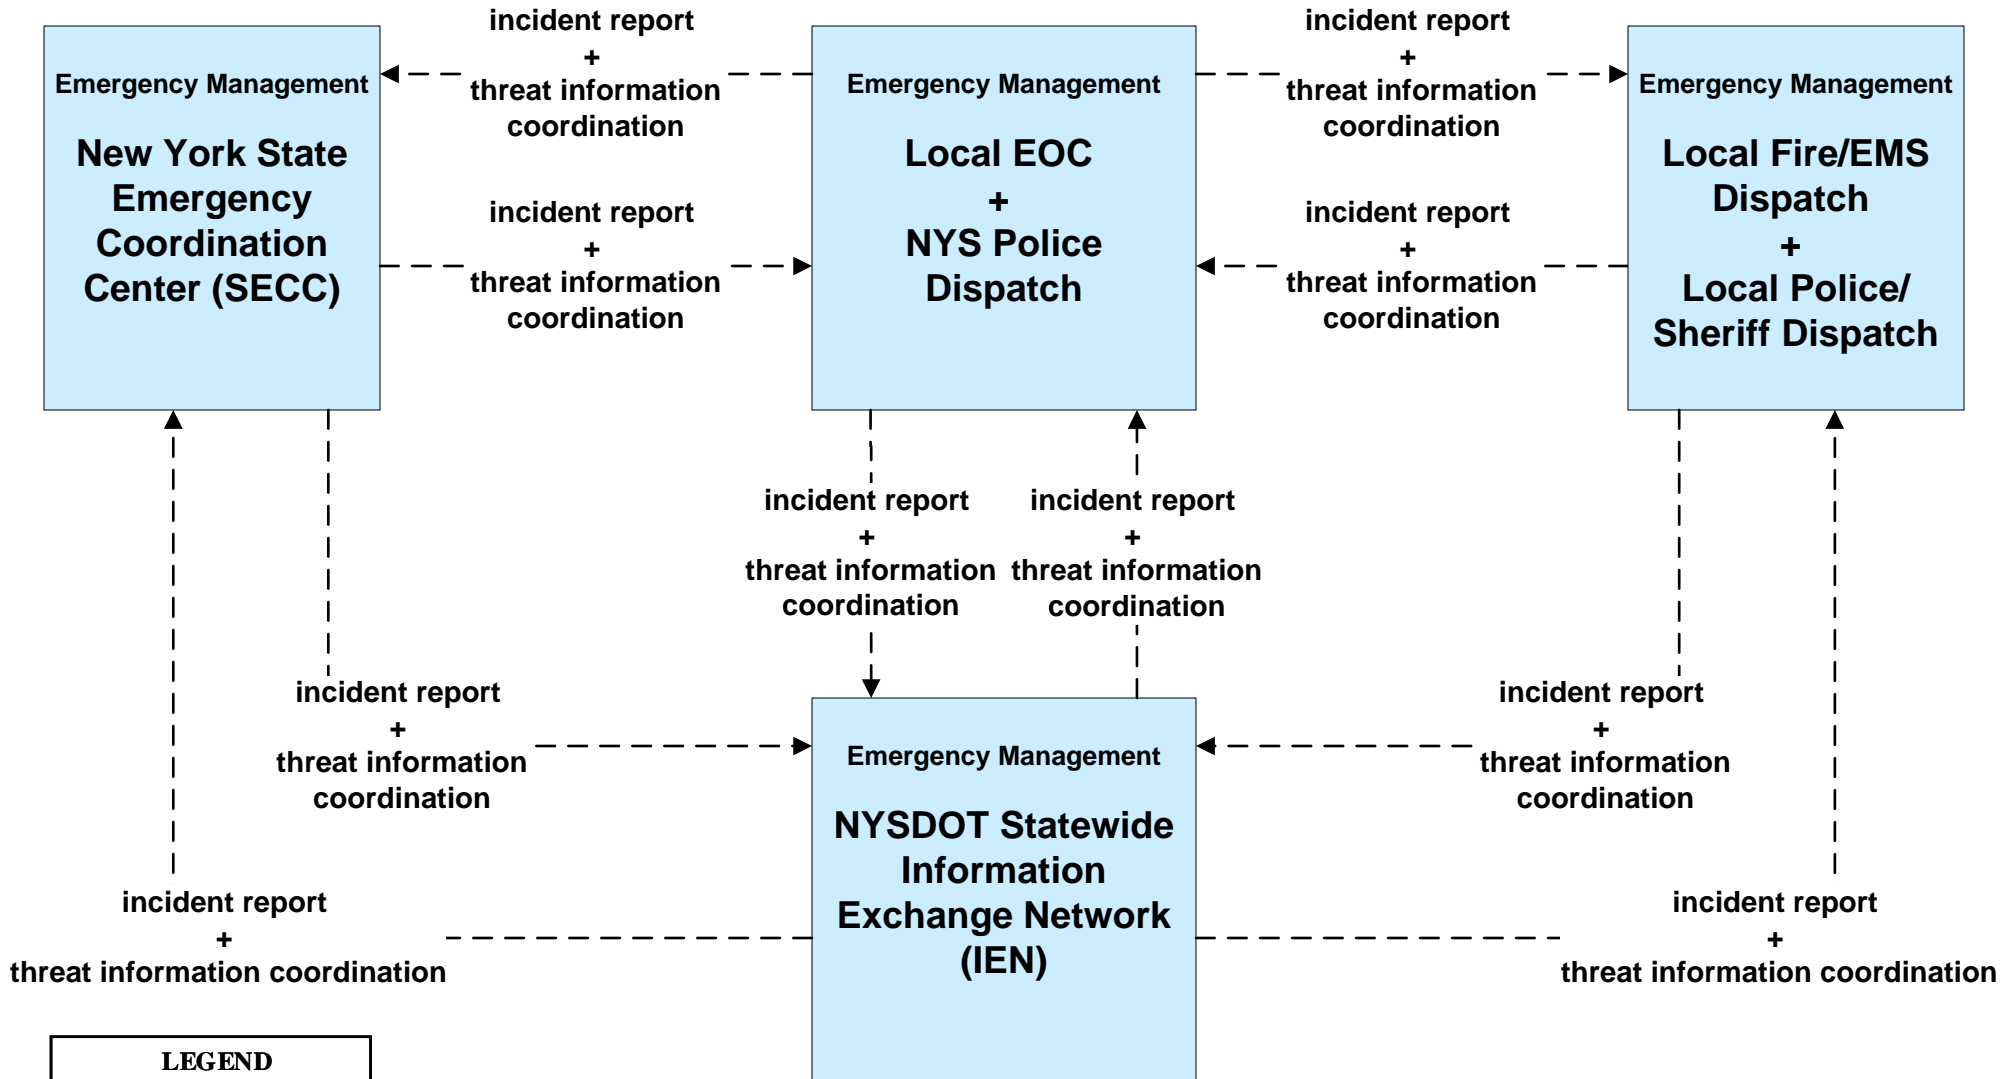 incident report
+
threat information
coordination
incident report
+
threat information
coordination
Emergency Management
New York State
Emergency
Coordination
Center (SECC)
Emergency Management
Local EOC
+
NYS Police
Dispatch
Emergency Management
Local Fire/EMS
Dispatch
+
Local Police/
Sheriff Dispatch
incident report
+
threat information
coordination
incident report
+
threat information
coordination
incident report
+
threat information
coordination
incident report
+
threat information
coordination
incident report
+
threat information
coordination
incident report
+
threat information
coordination
Emergency Management
NYSDOT Statewide
Information
Exchange Network
(IEN)
incident report
+
threat information coordination
incident report
+
threat information coordination
LEGEND